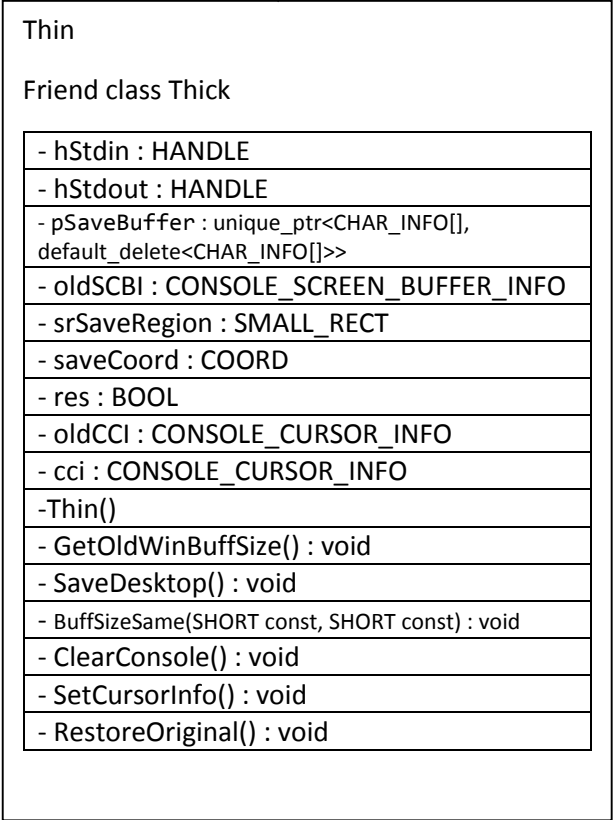 Thin
Friend class Thick
- hStdin : HANDLE
- hStdout : HANDLE
- pSaveBuffer : unique_ptr<CHAR_INFO[],
default_delete<CHAR_INFO[]>>
- oldSCBI : CONSOLE_SCREEN_BUFFER_INFO
- srSaveRegion : SMALL_RECT
- saveCoord : COORD
- res : BOOL
- oldCCI : CONSOLE_CURSOR_INFO
- cci : CONSOLE_CURSOR_INFO
-Thin()
- GetOldWinBuffSize() : void
- SaveDesktop() : void
- BuffSizeSame(SHORT const, SHORT const) : void
- ClearConsole() : void
- SetCursorInfo() : void
- RestoreOriginal() : void